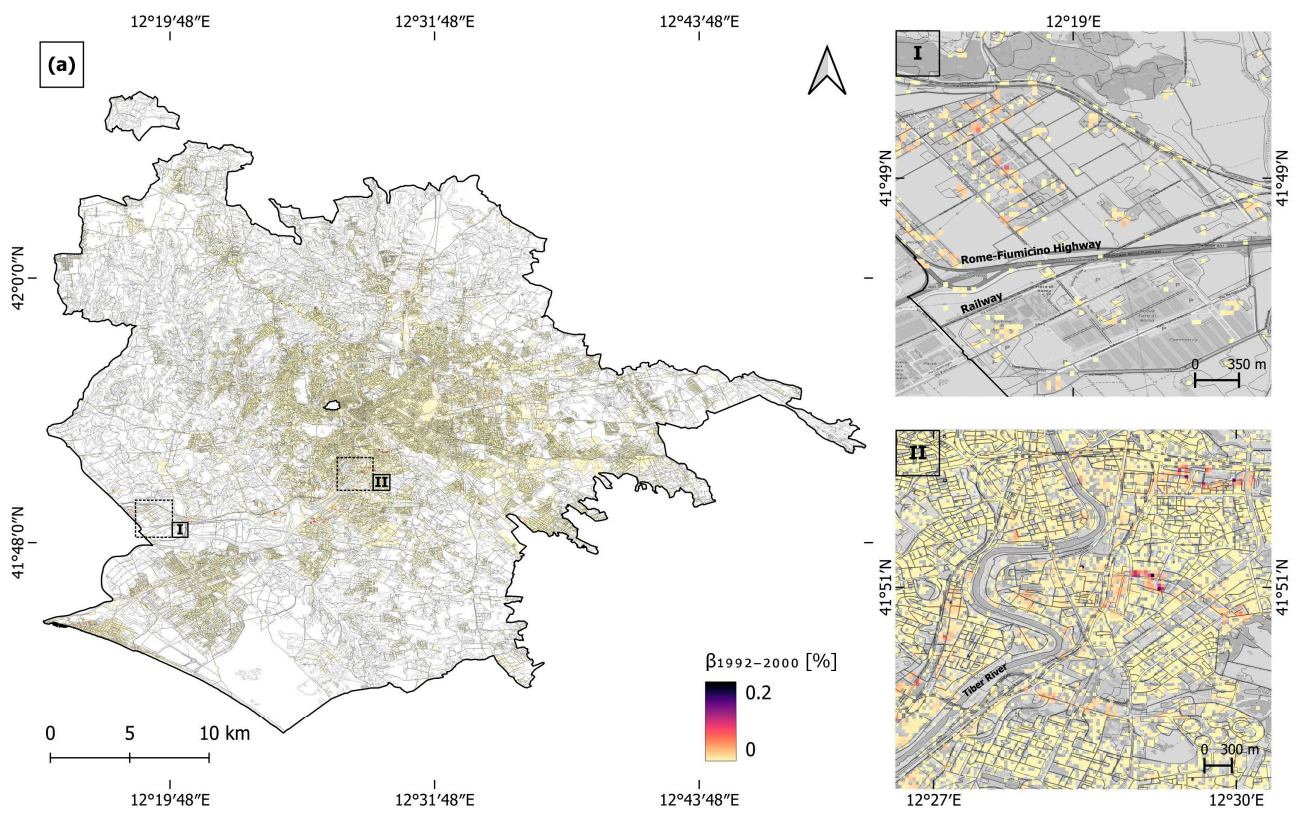 12°19′48″E 12°31′48″E 12°43′48″E
(a)
42°0′0″N
41°48′0″N
I
II
β1992–2000 [%]
0.2
0
0 5 10 km
12°19′48″E 12°31′48″E 12°43′48″E
12°19′E
I
41°49′N 41°49′N
Rome-Fiumicino Highway
Railway
0 350 m
II
41°51′N 41°51′N
Tiber River
0 300 m
12°27′E 12°30′E